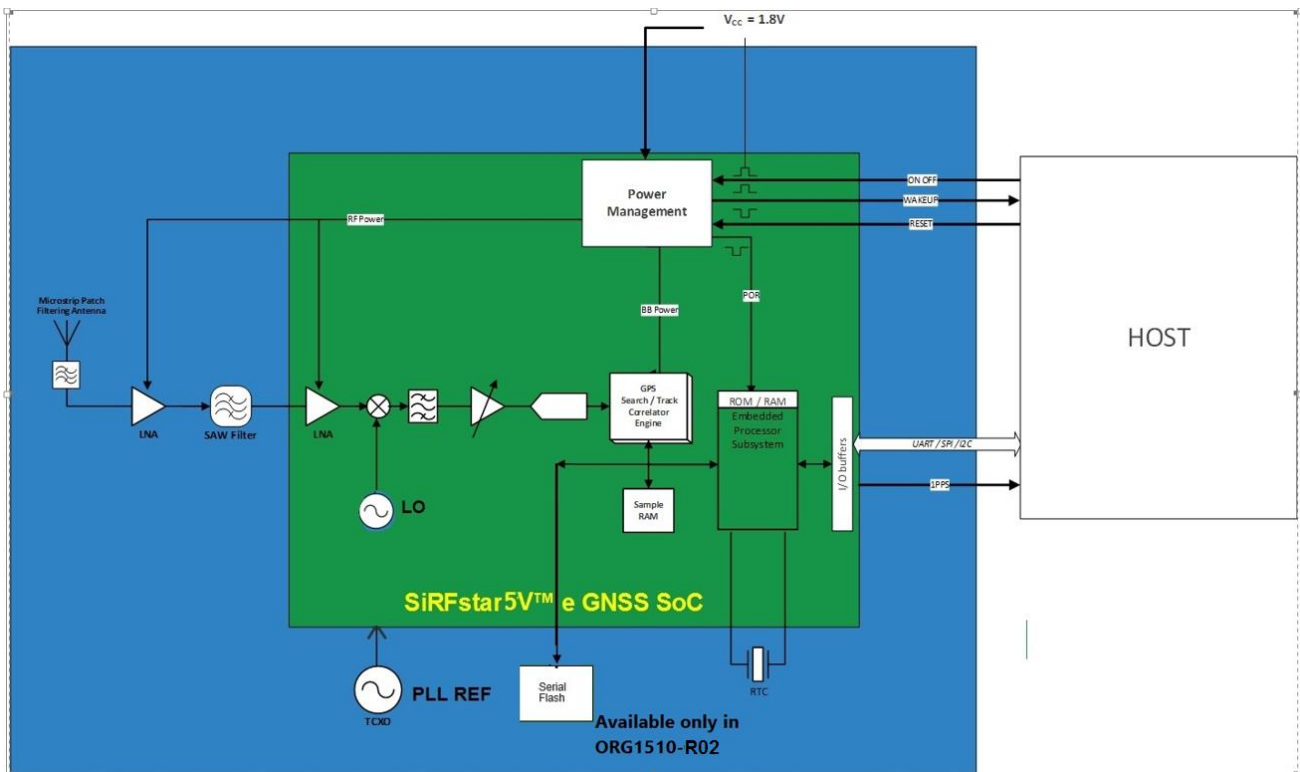 VCC = 1.8V
Power
Management
ON OFF
WAKEUP
RESET
RF Power
BB Power
POR
HOST
Microstrip Patch
Filtering Antenna
LNA
SAW Filter
LNA
GPS
Search / Track
Correlator
Engine
ROM / RAM
Embedded
Processor
Subsystem
I/O buffers
UART / SPI / I2C
1PPS
LO
Sample
RAM
SiRFstar5V™ e GNSS SoC
PLL REF
TCXO
Serial
Flash
RTC
Available only in
ORG1510-R02